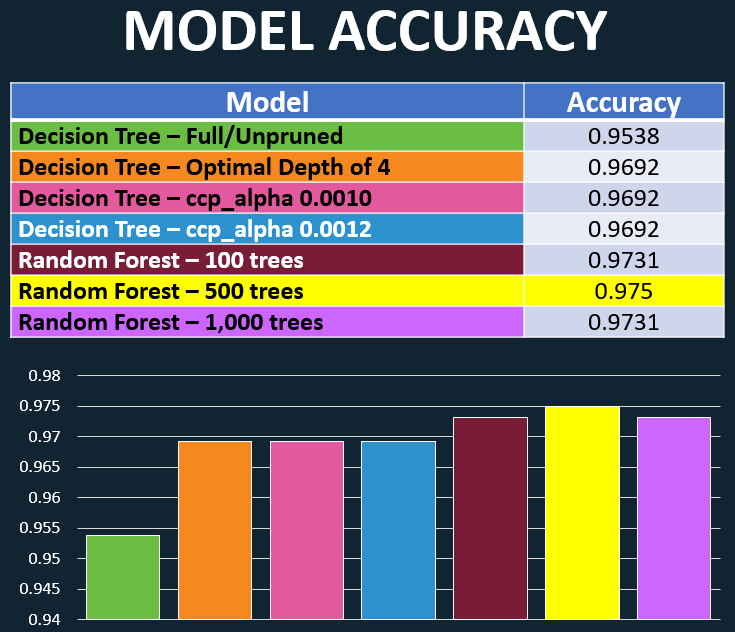 MODEL ACCURACY
Model Accuracy
Decision Tree – Full/Unpruned 0.9538
Decision Tree – Optimal Depth of 4 0.9692
Decision Tree – ccp_alpha 0.0010 0.9692
Decision Tree – ccp_alpha 0.0012 0.9692
Random Forest – 100 trees 0.9731
Random Forest – 500 trees 0.975
Random Forest – 1,000 trees 0.9731
0.98
0.975
0.97
0.965
0.96
0.955
0.95
0.945
0.94